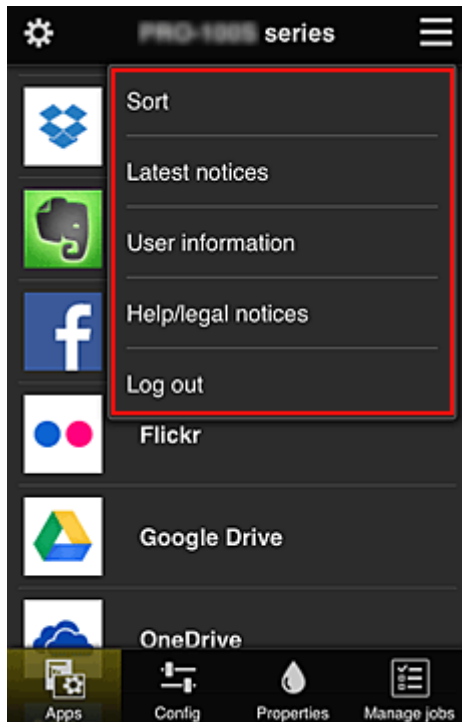 series
Sort
Latest notices
User information
Help/legal notices
Log out
Flickr
Google Drive
OneDrive
Apps
Config
Properties
Manage jobs